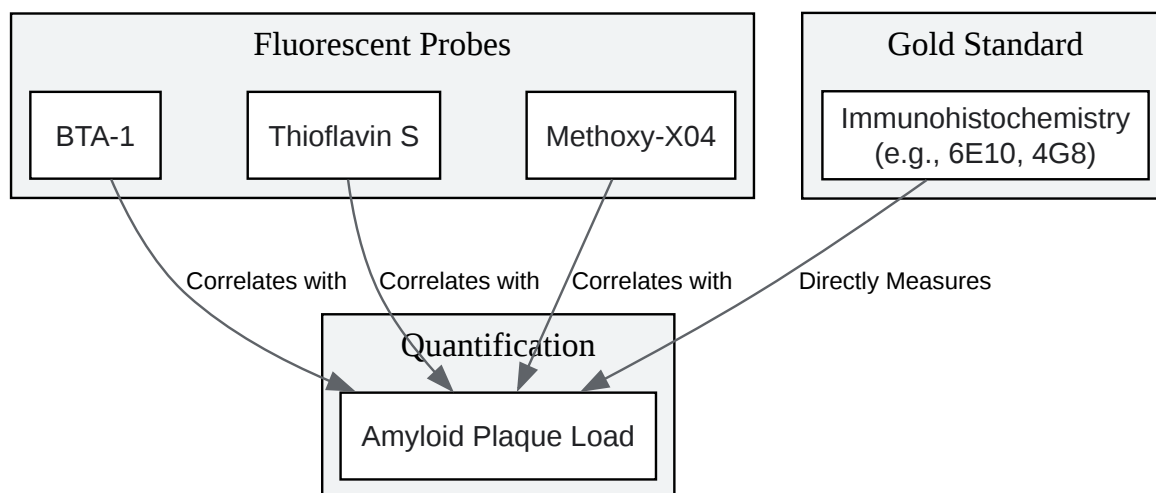 Fluorescent Probes
Gold Standard
BTA-1
Thioflavin S
Methoxy-X04
Immunohistochemistry
(e.g., 6E10, 4G8)
Correlates with
Correlates with
Correlates with
Directly Measures
Quantification
Amyloid Plaque Load